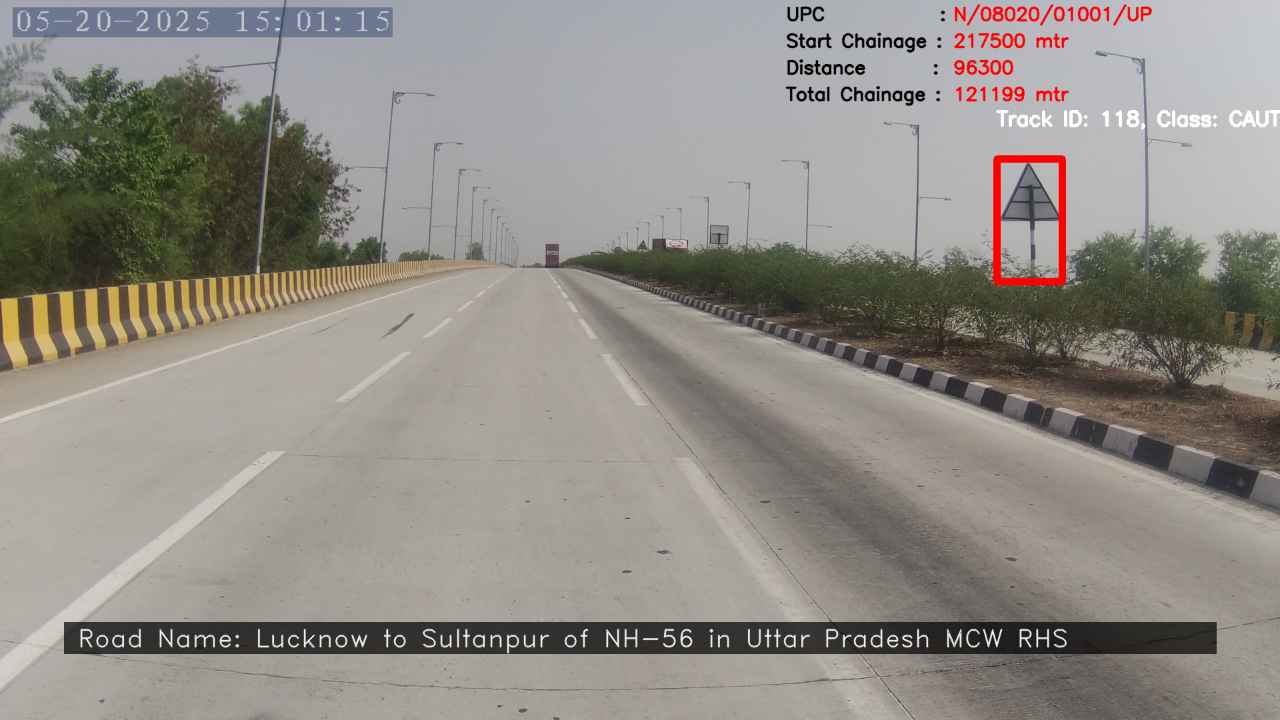 05-20-2025 15:01:15
UPC : N/08020/01001/UP
Start Chainage : 217500 mtr
Distance : 96300
Total Chainage : 121199 mtr
Track ID: 118, Class: CAUT
Road Name: Lucknow to Sultanpur of NH-56 in Uttar Pradesh MCW RHS